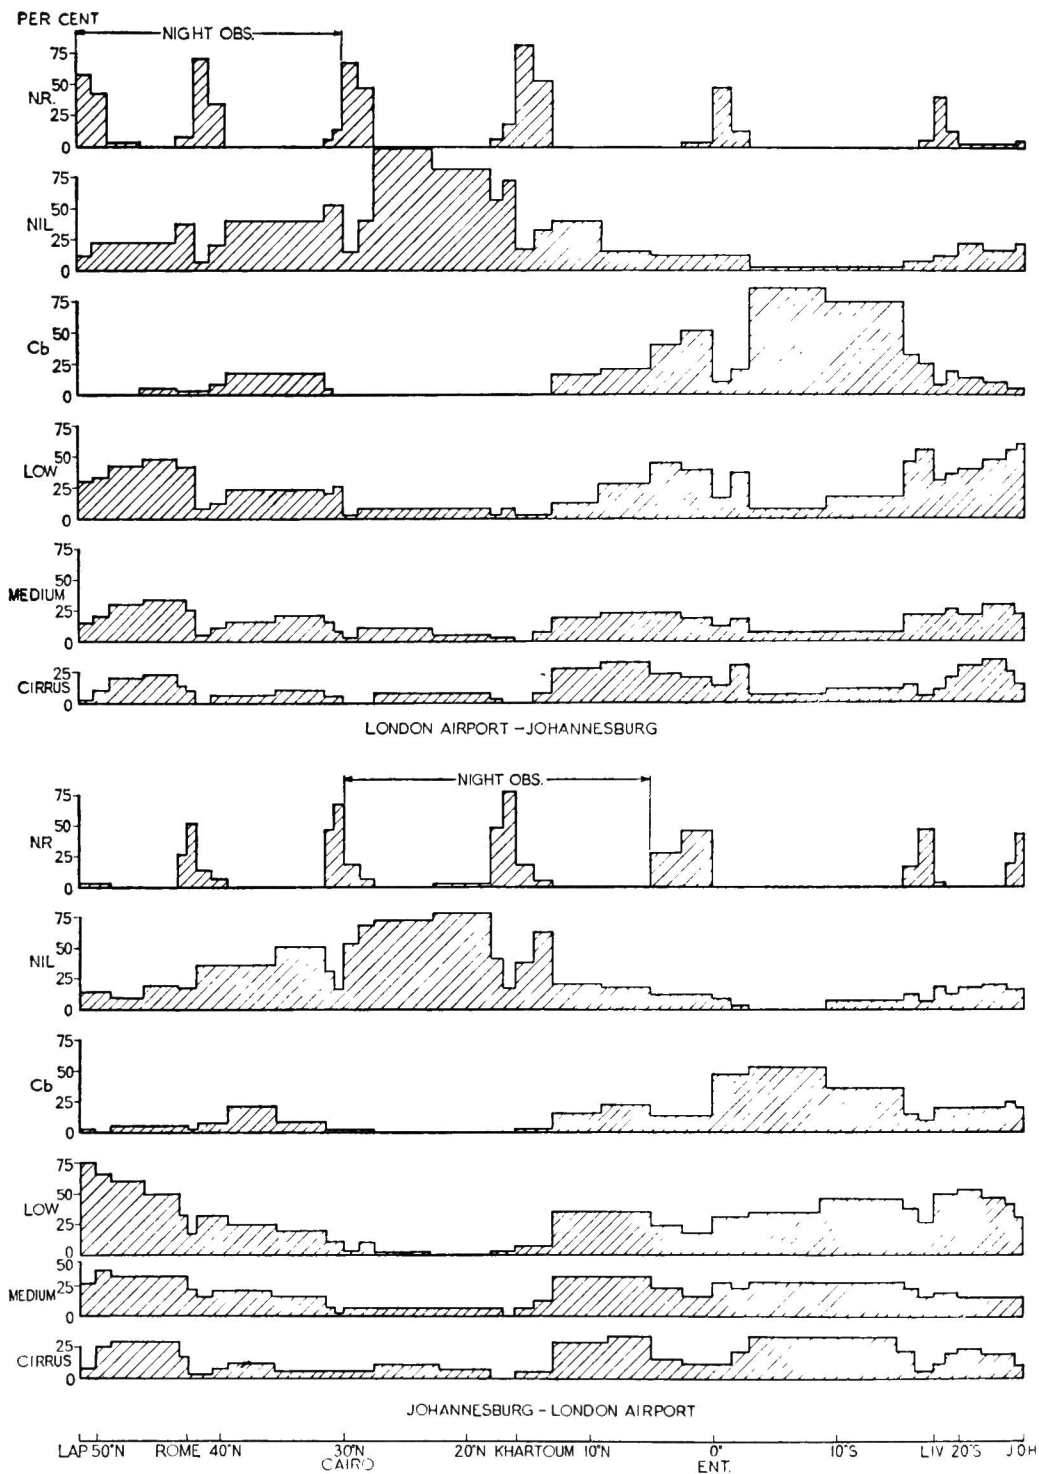 PER CENT
NIGHT OBS.
75
50
NR.
25
0
75
50
NIL
25
0
75
50
Cb
25
0
75
50
LOW
25
0
75
50
MEDIUM
25
0
25
CIRRUS
0
LONDON AIRPORT - JOHANNESBURG
NIGHT OBS.
75
50
NR
25
0
75
50
NIL
25
0
75
50
Cb
25
0
75
50
LOW
25
0
50
25
MEDIUM
0
25
CIRRUS
0
JOHANNESBURG - LONDON AIRPORT
LAP 50°N ROME 40°N 30°N 20°N KHARTOUM 10°N 0° 10°S LIV 20°S JOH
CAIRO ENT.